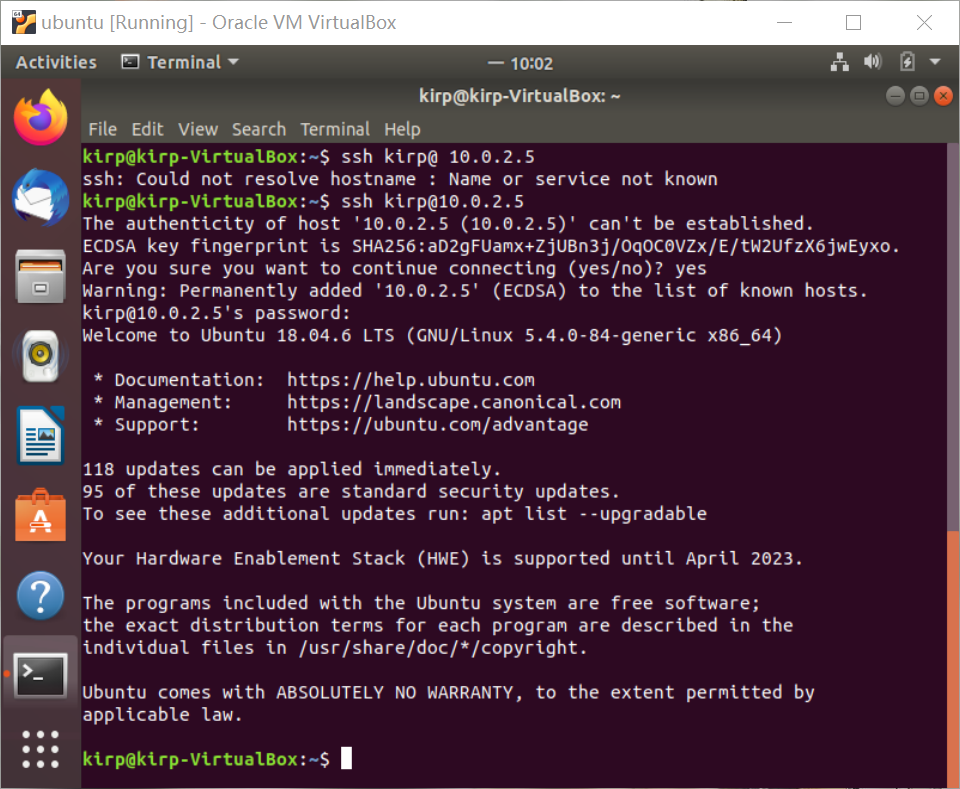 ubuntu [Running] - Oracle VM VirtualBox
Activities Terminal 10:02
kirp@kirp-VirtualBox: ~
File Edit View Search Terminal Help
kirp@kirp-VirtualBox:~$ ssh kirp@ 10.0.2.5
ssh: Could not resolve hostname : Name or service not known
kirp@kirp-VirtualBox:~$ ssh kirp@10.0.2.5
The authenticity of host '10.0.2.5 (10.0.2.5)' can't be established.
ECDSA key fingerprint is SHA256:aD2gFUamx+ZjUBn3j/OqOC0VZx/E/tW2UfzX6jwEyxo.
Are you sure you want to continue connecting (yes/no)? yes
Warning: Permanently added '10.0.2.5' (ECDSA) to the list of known hosts.
kirp@10.0.2.5's password:
Welcome to Ubuntu 18.04.6 LTS (GNU/Linux 5.4.0-84-generic x86_64)
* Documentation: https://help.ubuntu.com
* Management: https://landscape.canonical.com
* Support: https://ubuntu.com/advantage
118 updates can be applied immediately.
95 of these updates are standard security updates.
To see these additional updates run: apt list --upgradable
Your Hardware Enablement Stack (HWE) is supported until April 2023.
The programs included with the Ubuntu system are free software;
the exact distribution terms for each program are described in the
individual files in /usr/share/doc/*/copyright.
Ubuntu comes with ABSOLUTELY NO WARRANTY, to the extent permitted by
applicable law.
kirp@kirp-VirtualBox:~$